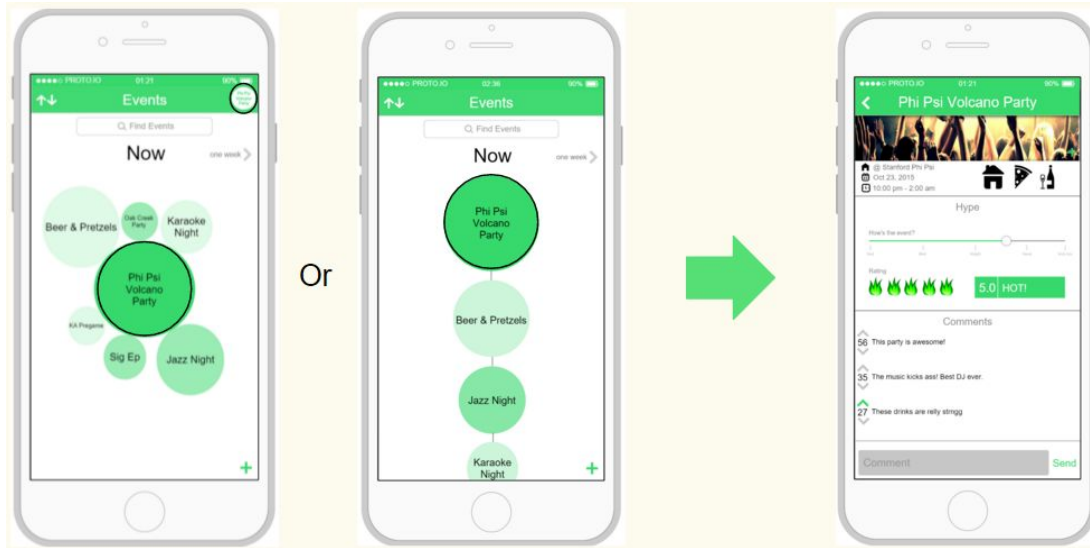 ●●●●○ PROTO.IO 01:21 90%
Events
Phi Psi
Volcano
Party
Find Events
Now
one week
Beer & Pretzels
Oak Creek
Party
Karaoke
Night
Phi Psi
Volcano
Party
KA Pregame
Sig Ep
Jazz Night
+
Or
●●●●○ PROTO.IO 02:36 90%
Events
Find Events
Now
one week
Phi Psi
Volcano
Party
Beer & Pretzels
Jazz Night
Karaoke
Night
+
●●●●○ PROTO.IO 01:21 90%
Phi Psi Volcano Party
@ Stanford Phi Psi
Oct 23, 2015
10:00 pm - 2:00 am
Hype
How's the event?
Rating
5.0 HOT!
Comments
56 This party is awesome!
35 The music kicks ass! Best DJ ever.
27 These drinks are relly strngg
Comment
Send